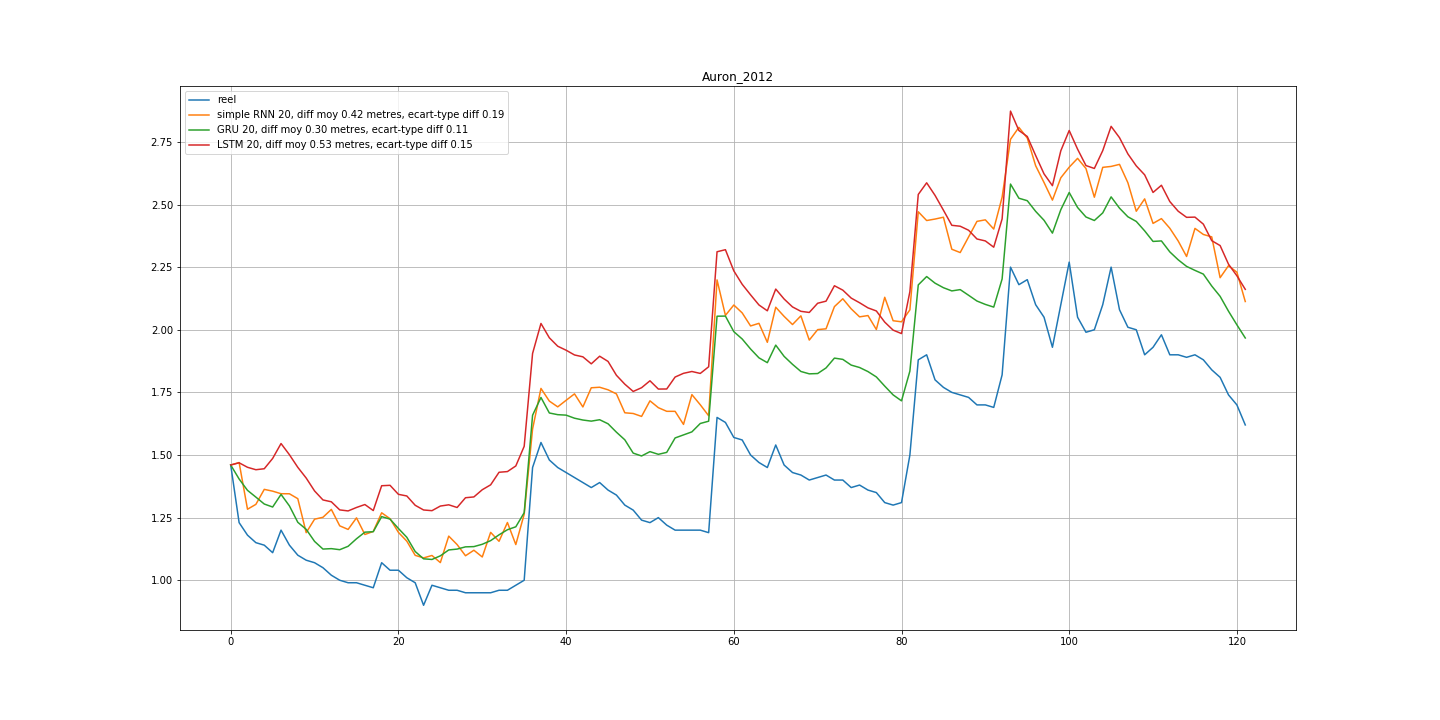 Auron_2012
reel
simple RNN 20, diff moy 0.42 metres, ecart-type diff 0.19
GRU 20, diff moy 0.30 metres, ecart-type diff 0.11
LSTM 20, diff moy 0.53 metres, ecart-type diff 0.15
2.75
2.50
2.25
2.00
1.75
1.50
1.25
1.00
0 20 40 60 80 100 120